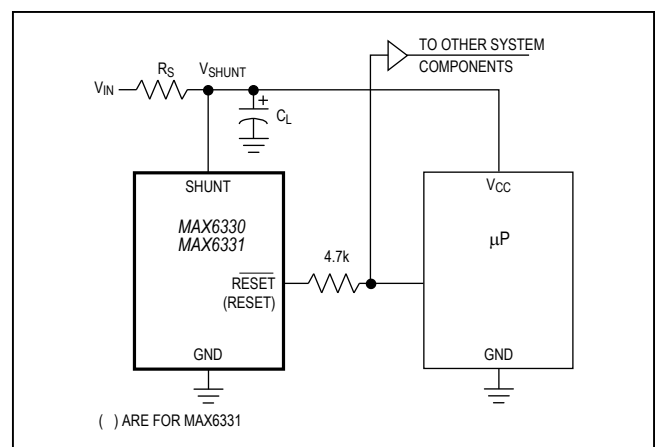 TO OTHER SYSTEM
COMPONENTS
RS
VSHUNT
VIN
+
CL
SHUNT
VCC
MAX6330
MAX6331
μP
4.7k
RESET
(RESET)
GND
GND
( ) ARE FOR MAX6331